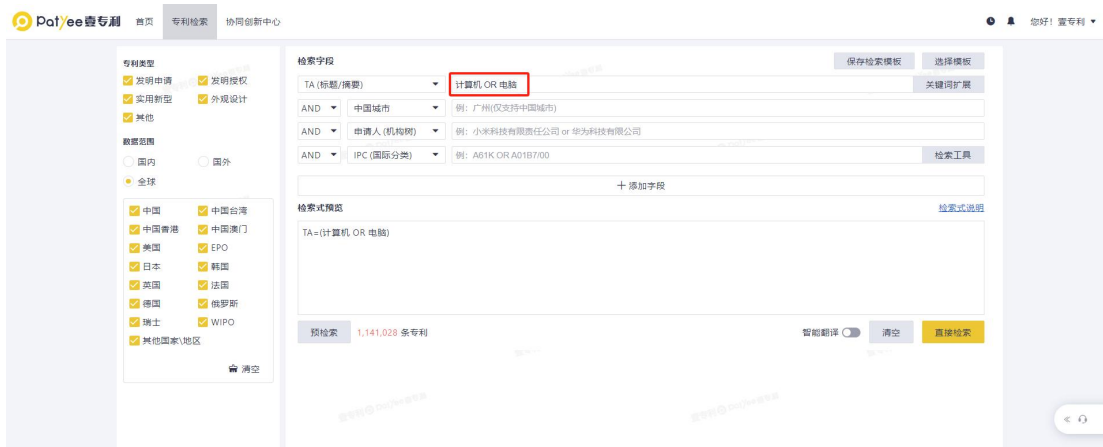 PatYee壹专利 首页 专利检索 协同创新中心 您好! 壹专利
专利类型
发明申请 发明授权
实用新型 外观设计
其他
数据范围
国内 国外
全球
中国 中国台湾
中国香港 中国澳门
美国 EPO
日本 韩国
英国 法国
德国 俄罗斯
瑞士 WIPO
其他国家\地区
清空
检索字段 保存检索模板 选择模板
TA (标题/摘要) 计算机 OR 电脑 关键词扩展
AND 中国城市 例: 广州(仅支持中国城市)
AND 申请人 (机构树) 例: 小米科技有限责任公司 or 华为科技有限公司
AND IPC (国际分类) 例: A61K OR A01B7/00 检索工具
+ 添加字段
检索式预览 检索式说明
TA=(计算机 OR 电脑)
预检索 1,141,028 条专利 智能翻译 清空 直接检索